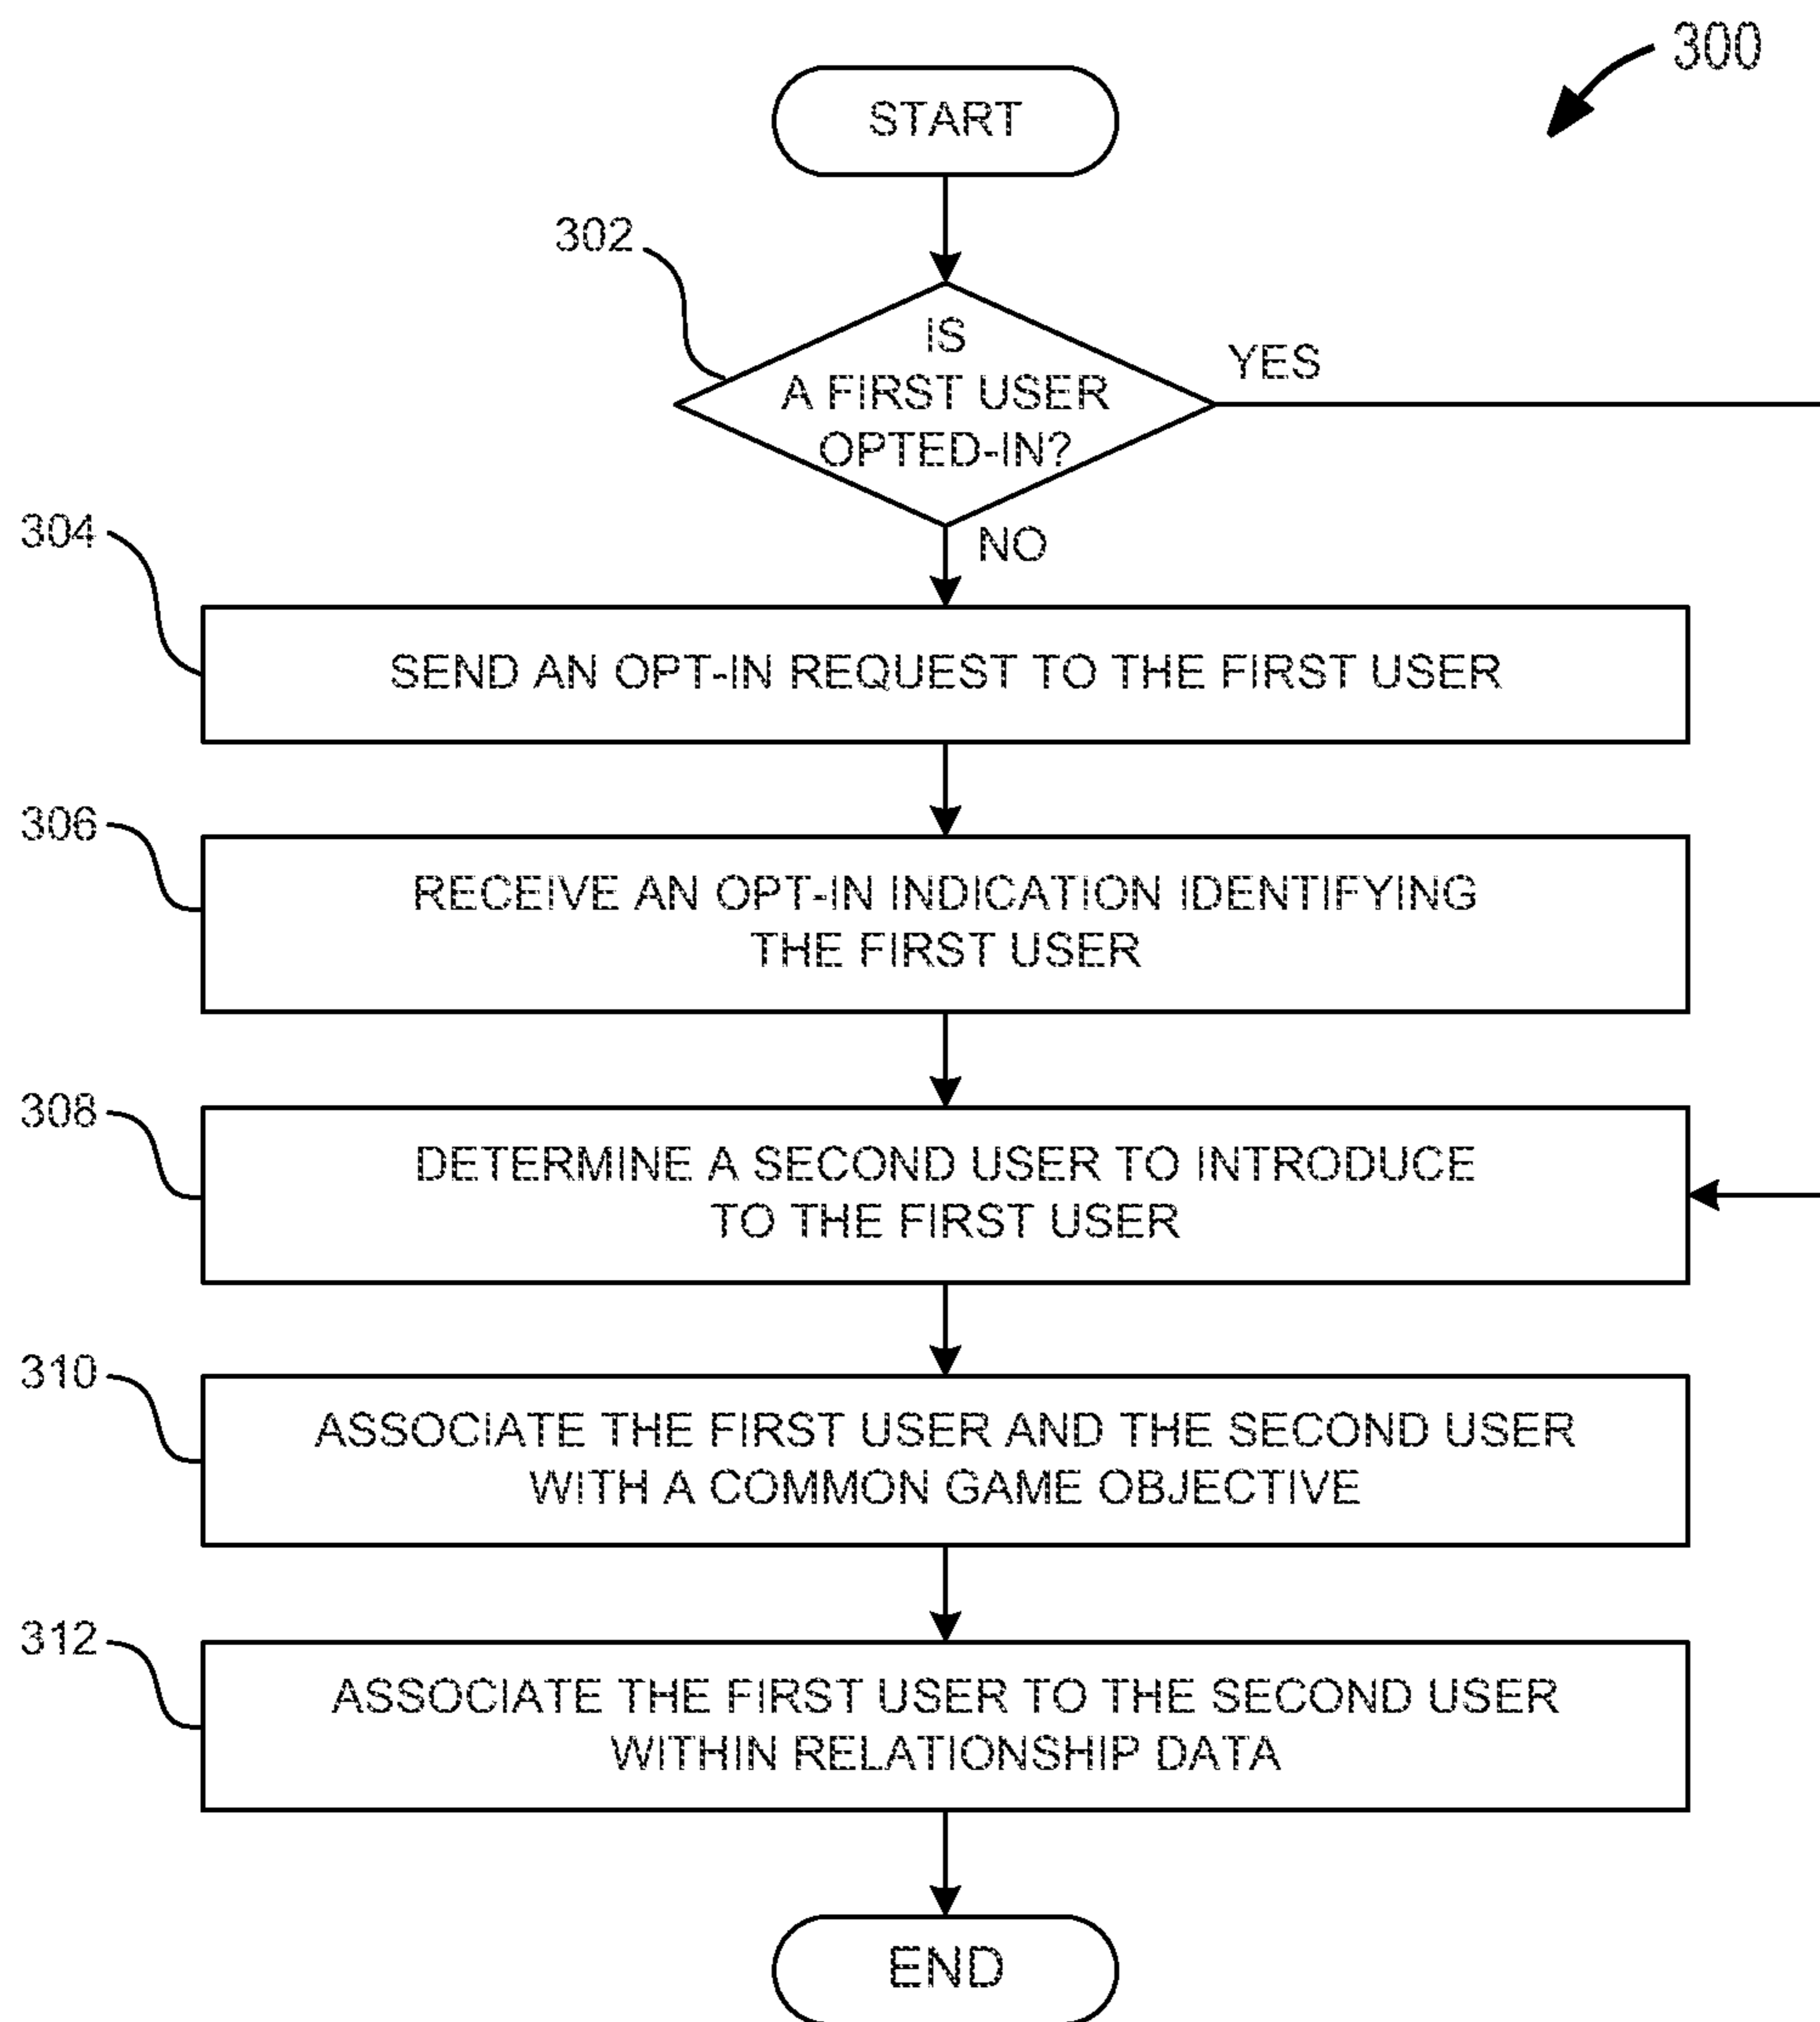 300
START
302
IS
A FIRST USER
OPTED-IN?
YES
NO
304
SEND AN OPT-IN REQUEST TO THE FIRST USER
306
RECEIVE AN OPT-IN INDICATION IDENTIFYING
THE FIRST USER
308
DETERMINE A SECOND USER TO INTRODUCE
TO THE FIRST USER
310
ASSOCIATE THE FIRST USER AND THE SECOND USER
WITH A COMMON GAME OBJECTIVE
312
ASSOCIATE THE FIRST USER TO THE SECOND USER
WITHIN RELATIONSHIP DATA
END